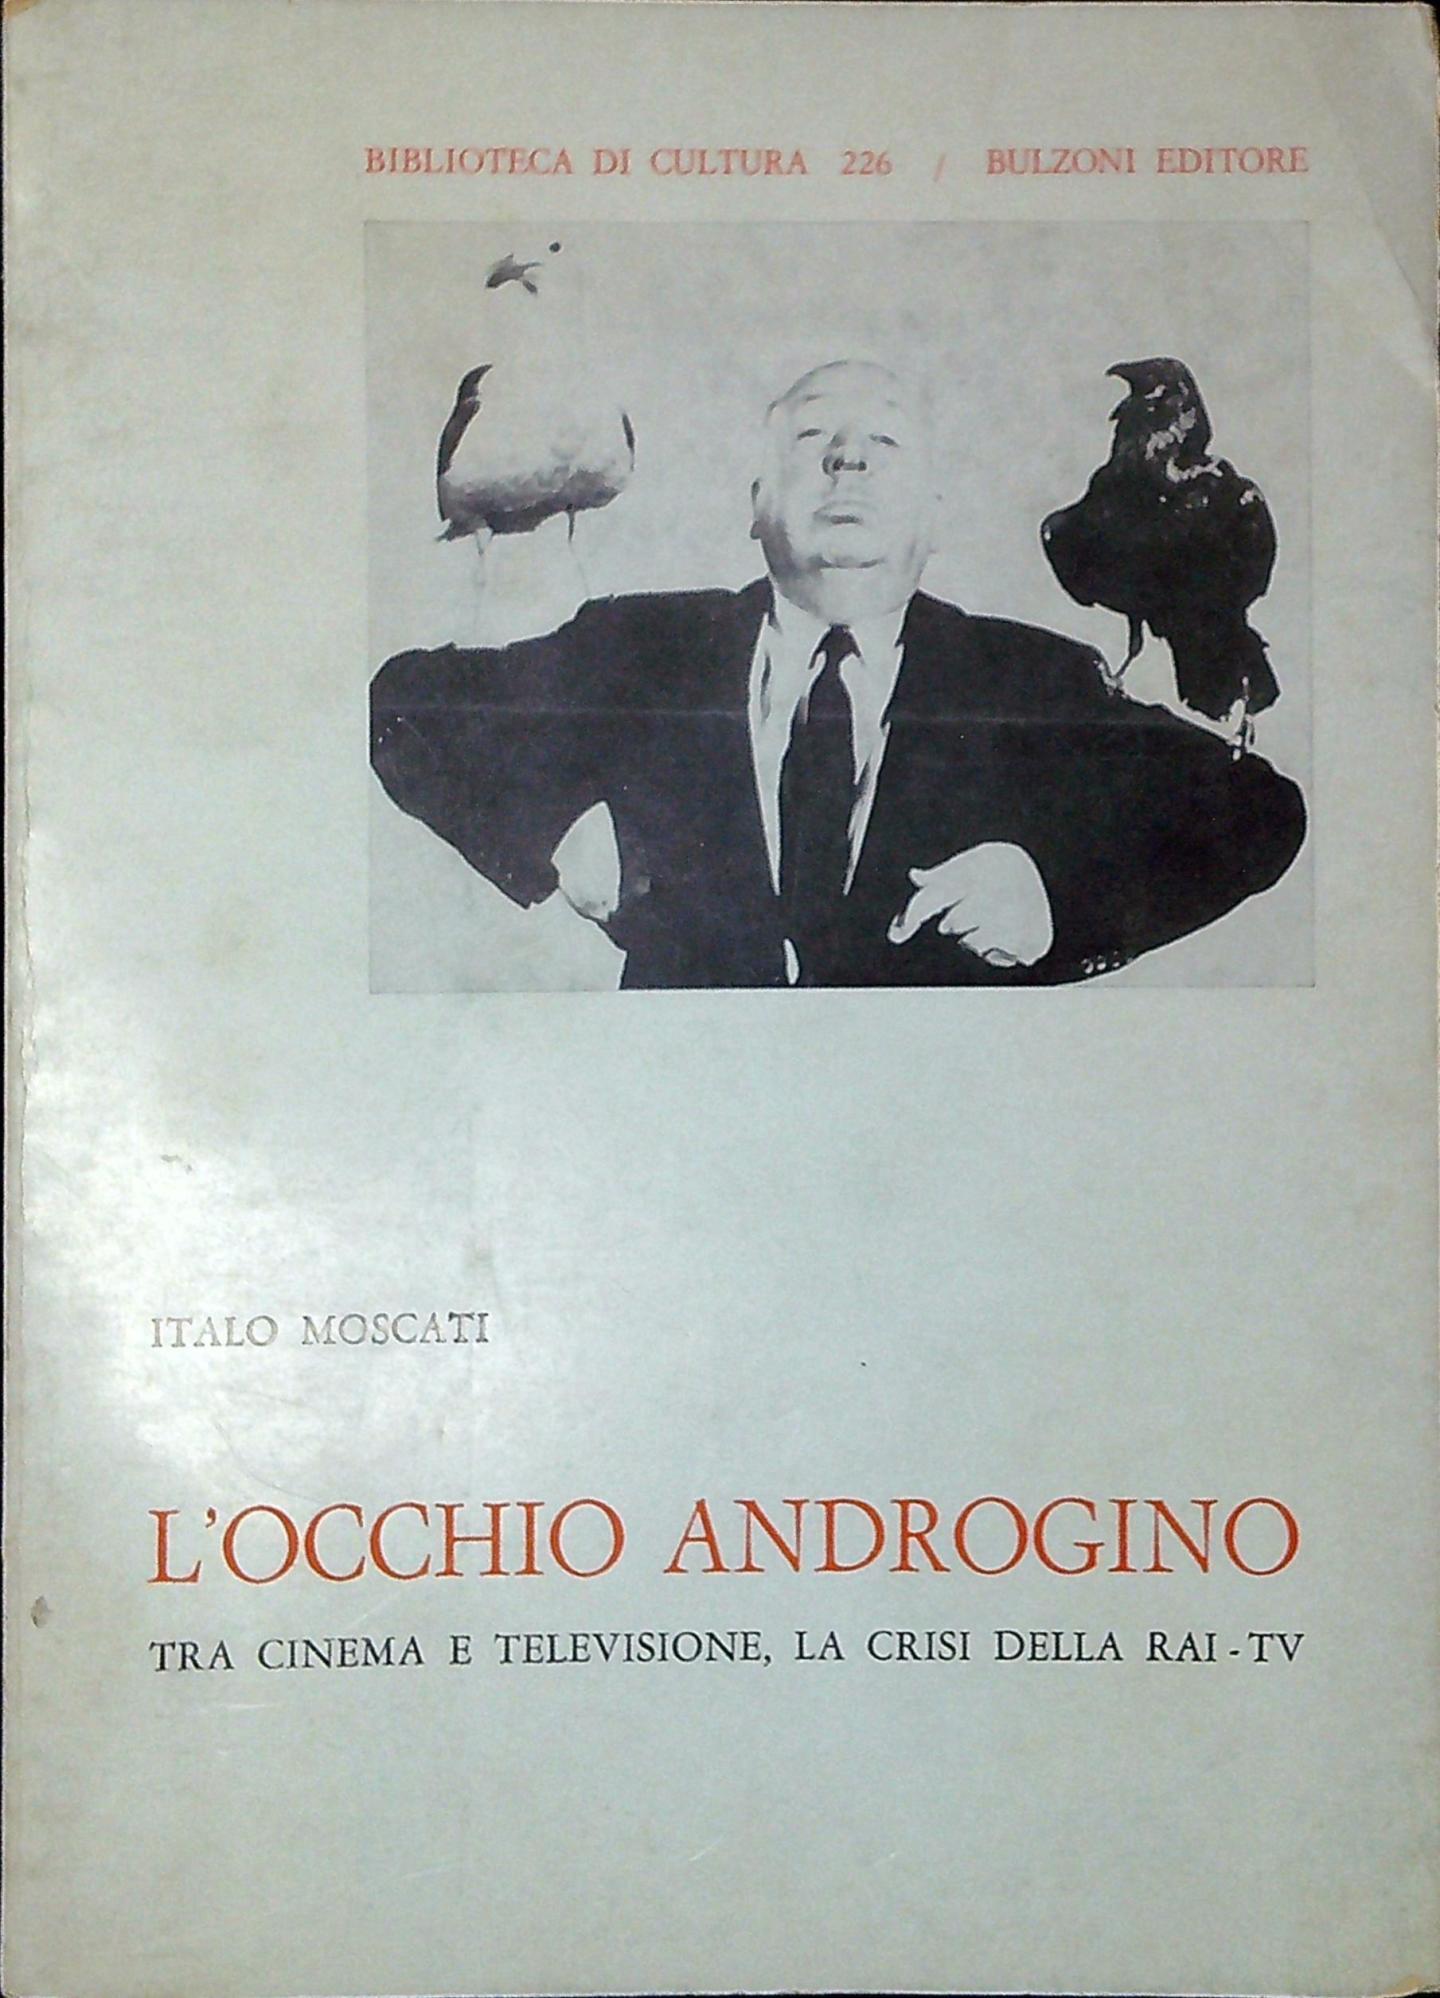 BIBLIOTECA DI CULTURA 226 / BULZONI EDITORE
ITALO MOSCATI
L'OCCHIO ANDROGINO
TRA CINEMA E TELEVISIONE, LA CRISI DELLA RAI-TV